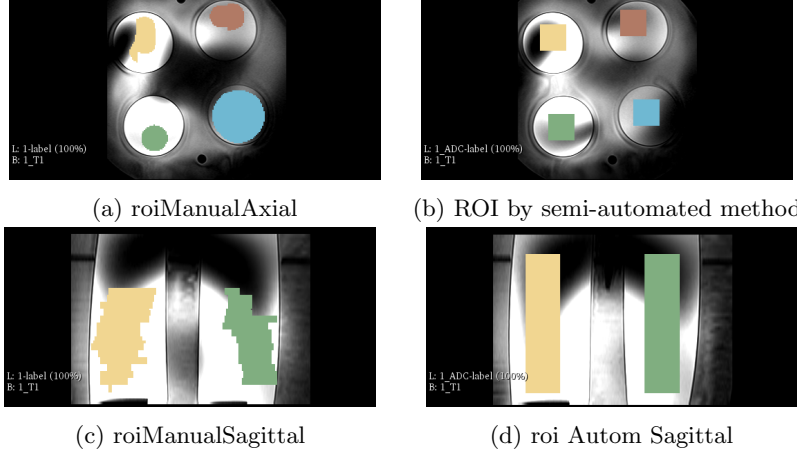 L: 1-label (100%)
B: 1_T1
L: 1_ADC-label (100%)
B: 1_T1
(a) roiManualAxial
(b) ROI by semi-automated method
L: 1-label (100%)
B: 1_T1
L: 1_ADC-label (100%)
B: 1_T1
(c) roiManualSagittal
(d) roi Autom Sagittal